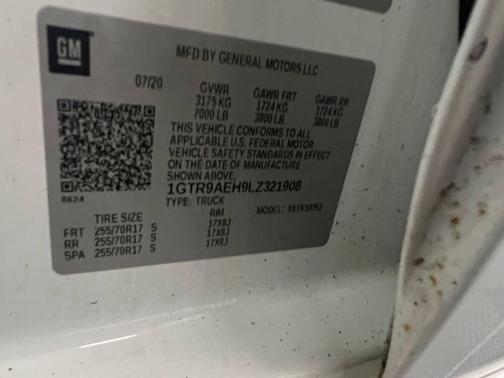 GM
MFD BY GENERAL MOTORS LLC
07/20 GVWR GAWR FRT GAWR RR
3175 KG 1724 KG 1724 KG
7000 LB 3800 LB 3800 LB
THIS VEHICLE CONFORMS TO ALL
APPLICABLE U.S. FEDERAL MOTOR
VEHICLE SAFETY STANDARDS IN EFFECT
ON THE DATE OF MANUFACTURE
SHOWN ABOVE.
1GTR9AEH9LZ321908
8624 TYPE: TRUCK MODEL:
TIRE SIZE RIM
FRT 255/70R17 S 17X8J
RR 255/70R17 S 17X8J
SPA 255/70R17 S 17X8J